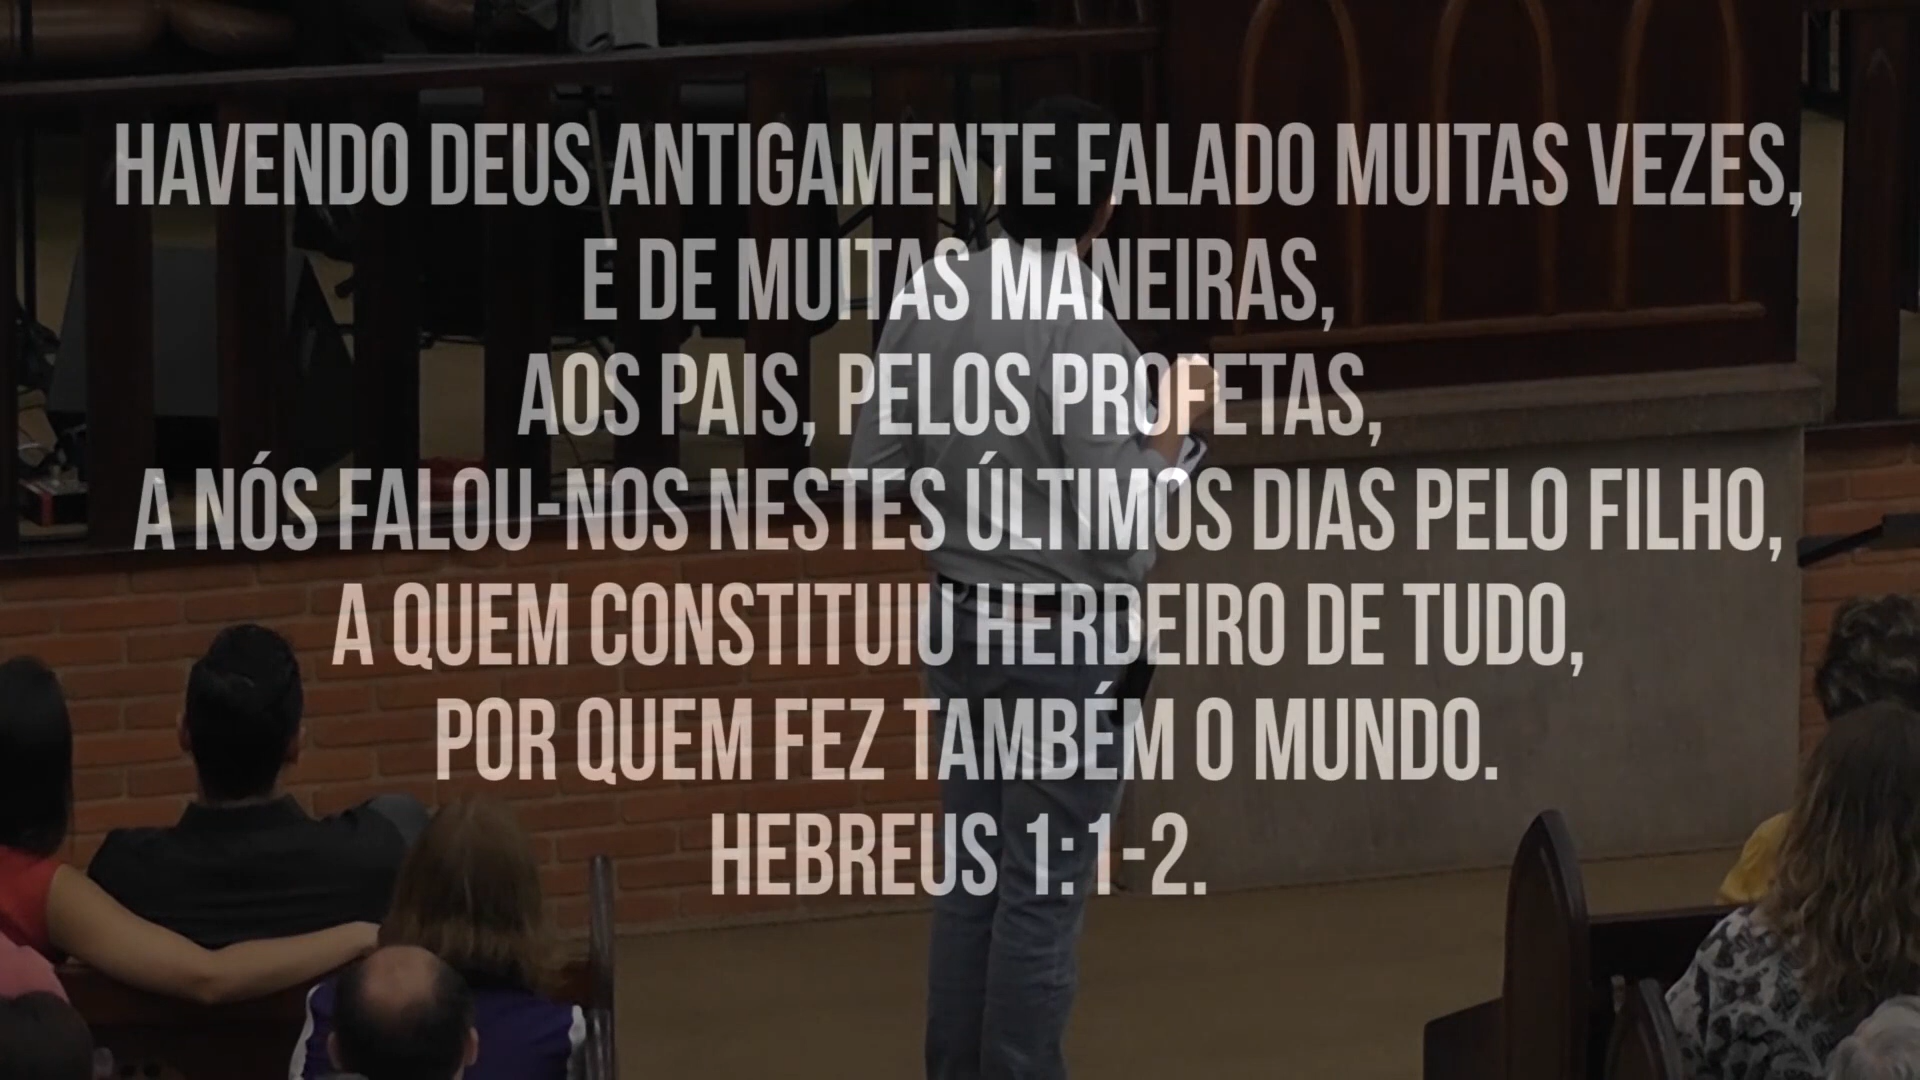 HAVENDO DEUS ANTIGAMENTE FALADO MUITAS VEZES,
E DE MUITAS MANEIRAS,
AOS PAIS, PELOS PROFETAS,
A NÓS FALOU-NOS NESTES ÚLTIMOS DIAS PELO FILHO,
A QUEM CONSTITUIU HERDEIRO DE TUDO,
POR QUEM FEZ TAMBÉM O MUNDO.
HEBREUS 1:1-2.